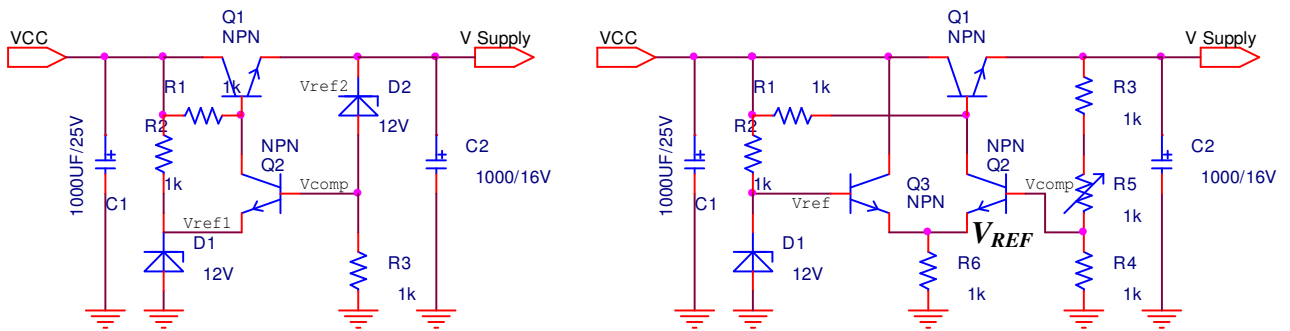 VCC
Q1
NPN
V Supply
R1
1k
Vref2
D2
12V
R2
1k
1000UF/25V
C1
NPN
Q2
Vcomp
C2
1000/16V
Vref1
D1
12V
R3
1k
VCC
Q1
NPN
V Supply
R1
1k
R3
1k
R2
1k
1000UF/25V
C1
NPN
Q2
Vcomp
R5
1k
C2
1000/16V
Vref
Q3
NPN
VREF
D1
12V
R6
1k
R4
1k